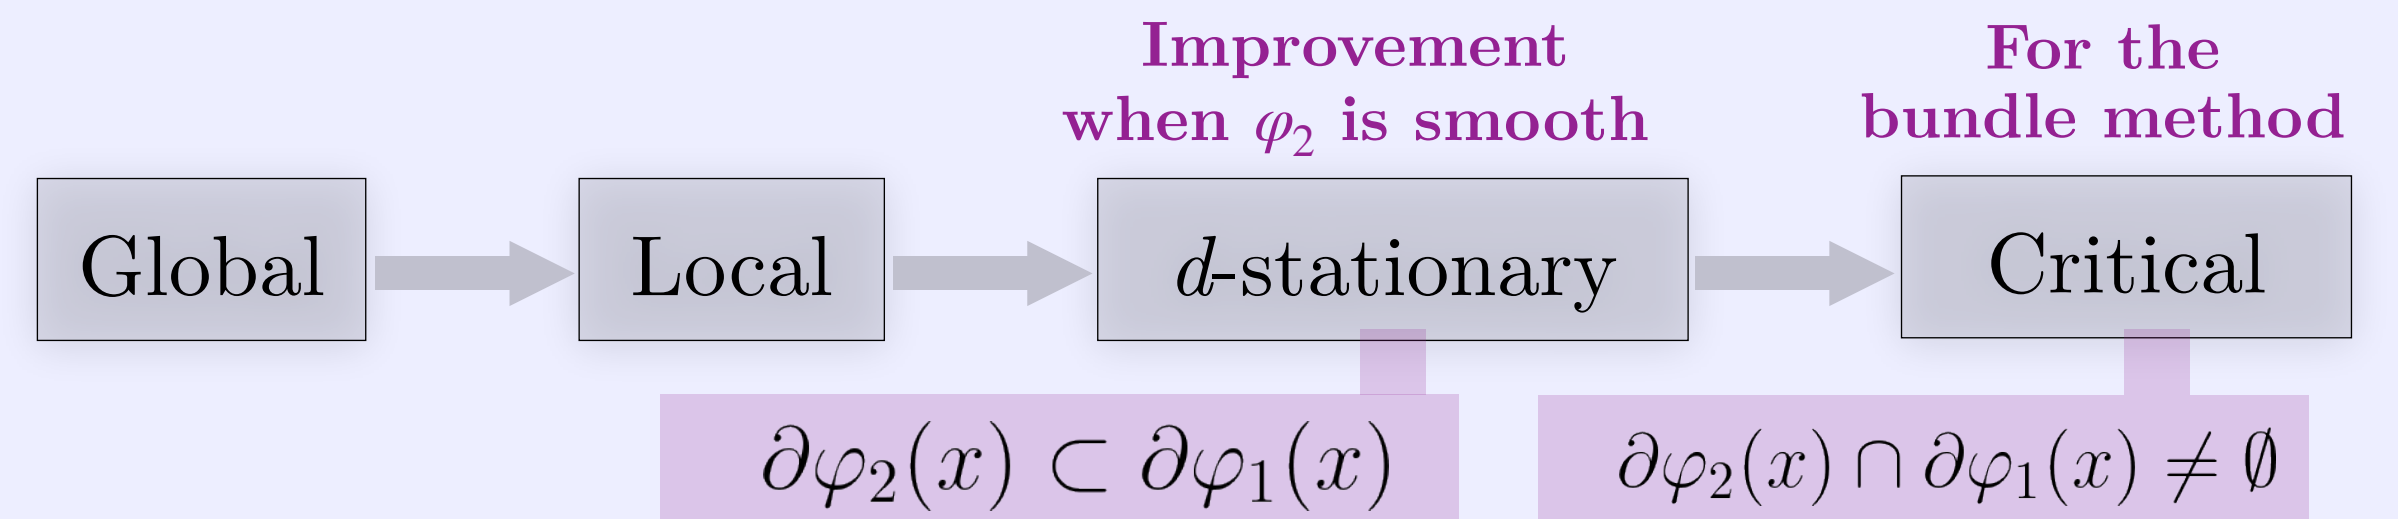 Improvement
when φ₂ is smooth
For the
bundle method
Global
Local
d-stationary
Critical
∂φ₂(x) ⊂ ∂φ₁(x)
∂φ₂(x) ∩ ∂φ₁(x) ≠ ∅